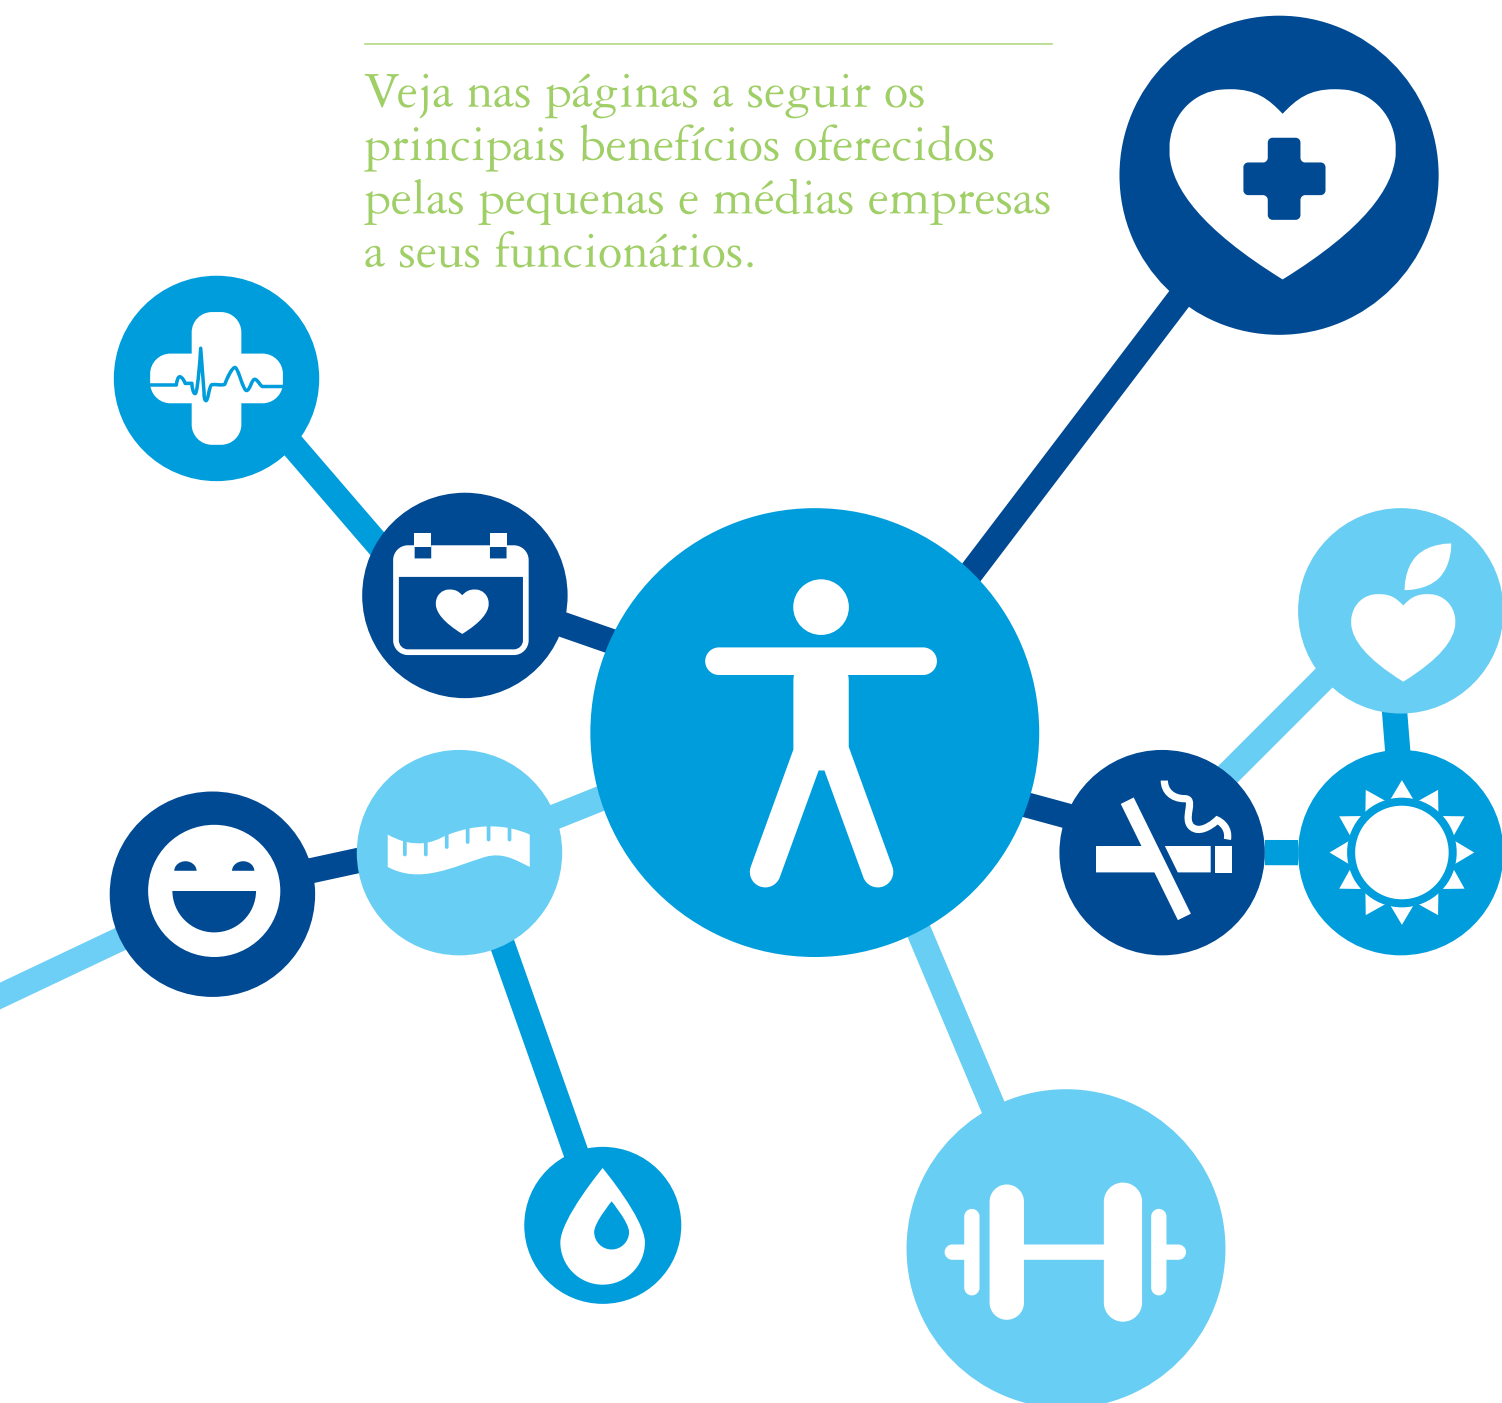 Veja nas páginas a seguir os
principais benefícios oferecidos
pelas pequenas e médias empresas
a seus funcionários.